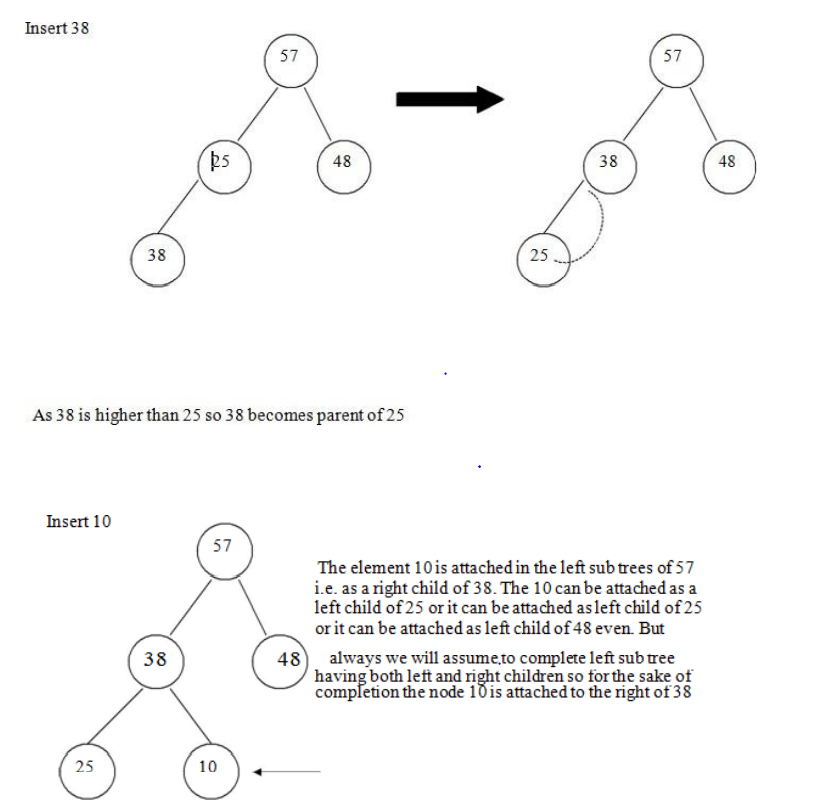 Insert 38
57
57
25
48
38
48
38
25
As 38 is higher than 25 so 38 becomes parent of 25
Insert 10
57
The element 10 is attached in the left sub trees of 57
i.e. as a right child of 38. The 10 can be attached as a
left child of 25 or it can be attached as left child of 25
or it can be attached as left child of 48 even. But
38
48
always we will assume,to complete left sub tree
having both left and right children so for the sake of
completion the node 10 is attached to the right of 38
25
10